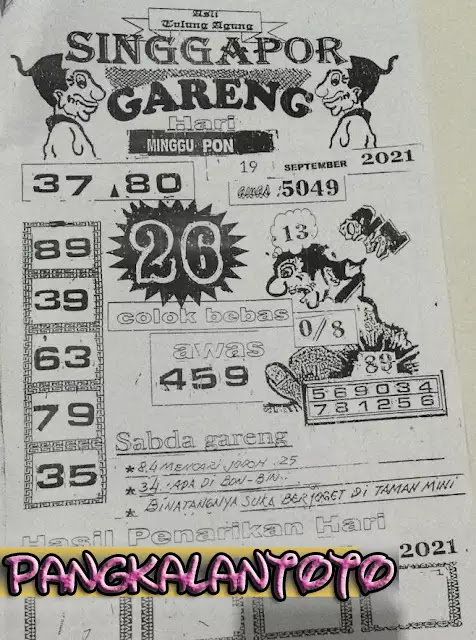 Asli
Tulung Agung
SINGGAPOR
GARENG
Hari
MINGGU PON
19 SEPTEMBER 2021
37 80
5049
89
39
63
79
35
26
13
colok bebas
0/8
awas
459
89
569034
781256
Sabda gareng
* 84 MENCARI JODOH 25
* 34 ADA DI BON-BIN.
* BINATANGNYA SUKA BERJOGET DI TAMAN MINI
Hasil Penarikan Hari
2021
PANGKALANTOTO